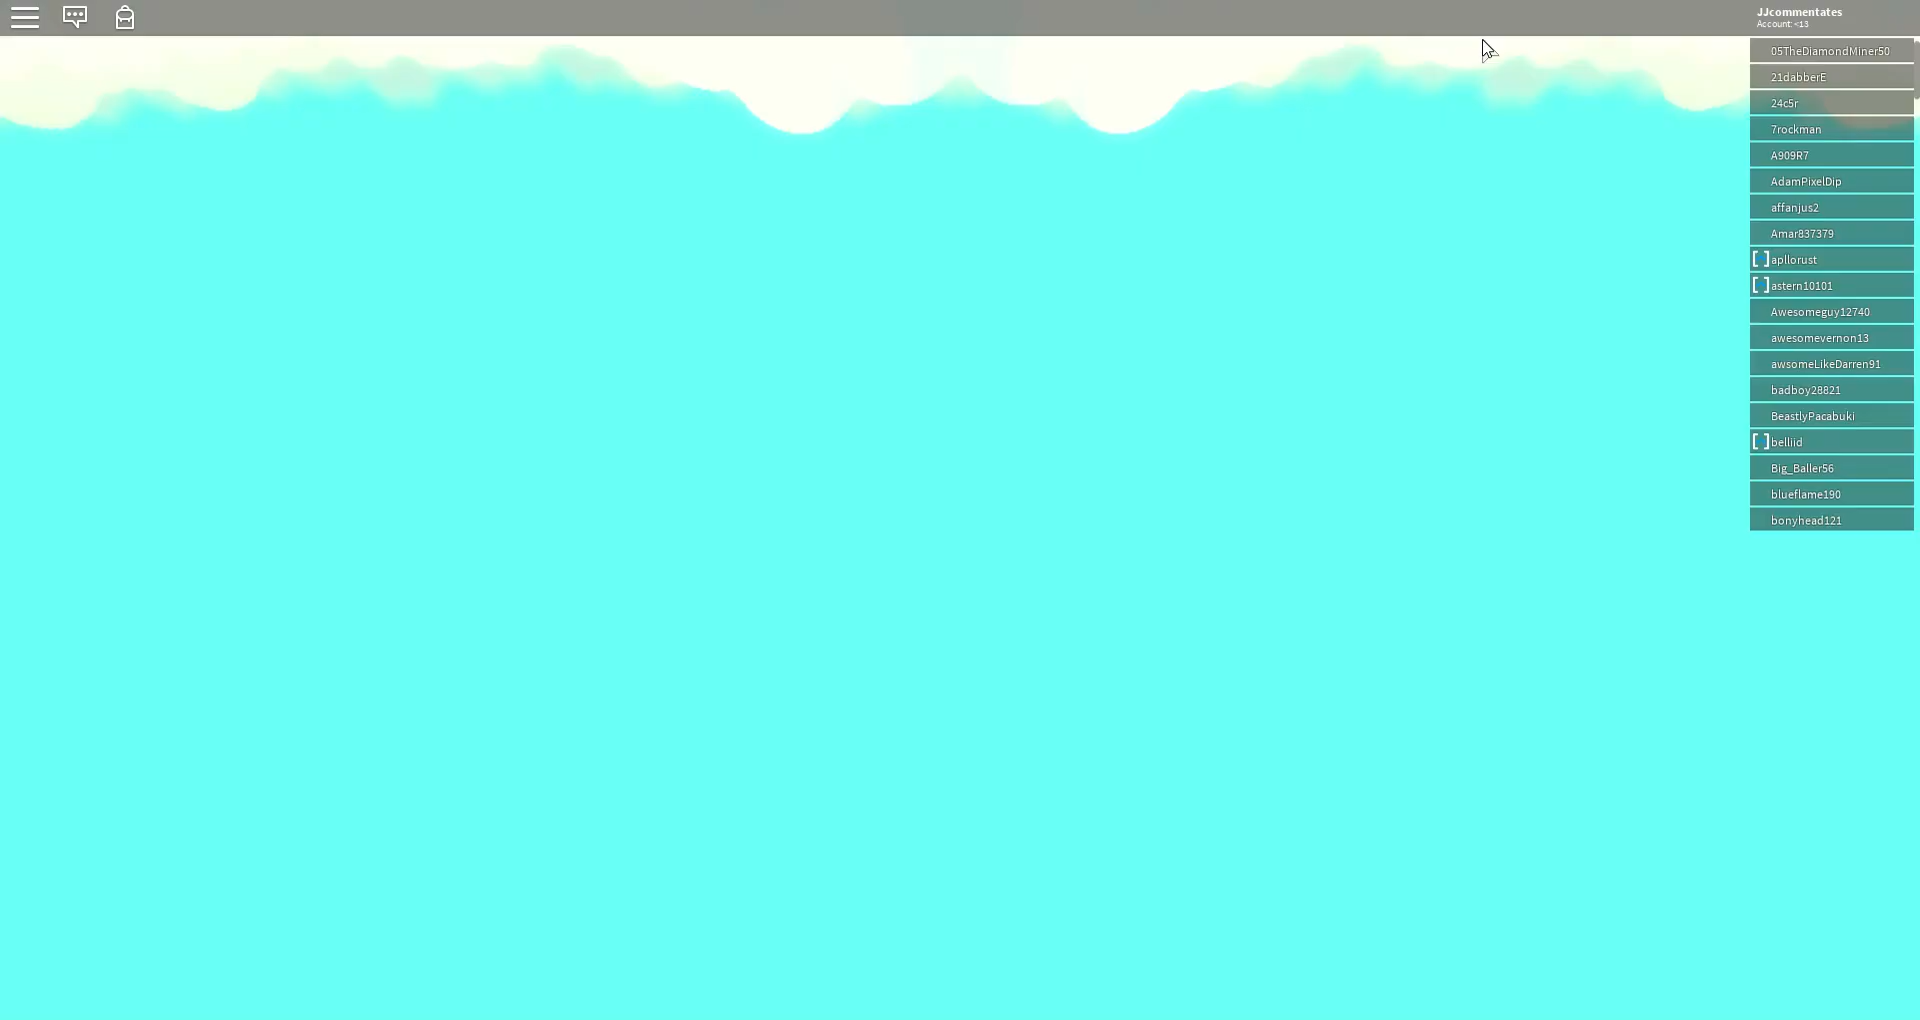 JJcommentates
Account: <13
05TheDiamondMiner50
21dabberE
24c5r
7rockman
A909R7
AdamPixelDip
affanjus2
Amar837379
apllorust
astern10101
Awesomeguy12740
awesomevernon13
awsomeLikeDarren91
badboy28821
BeastlyPacabuki
belliid
Big_Baller56
blueflame190
bonyhead121